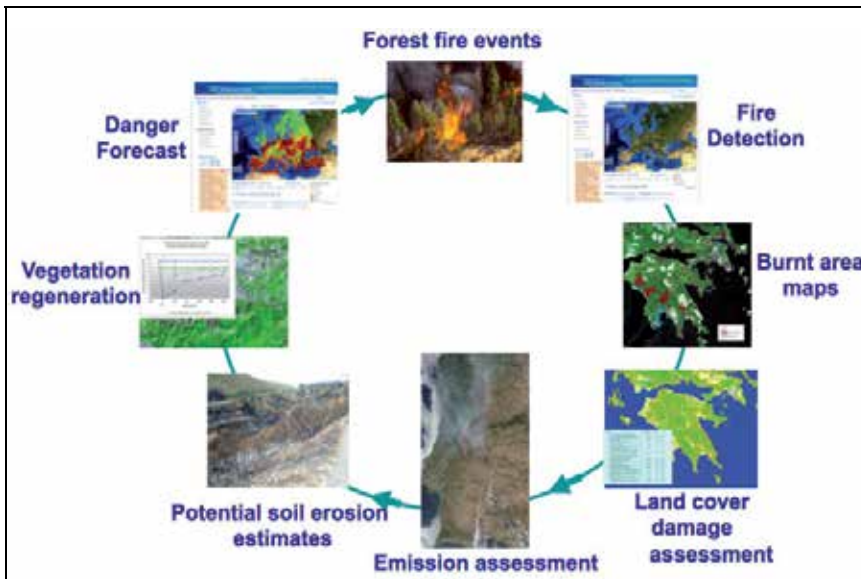 Forest fire events
Danger
Forecast
Fire
Detection
Vegetation
regeneration
Burnt area
maps
Potential soil erosion
estimates
Emission assessment
Land cover
damage
assessment